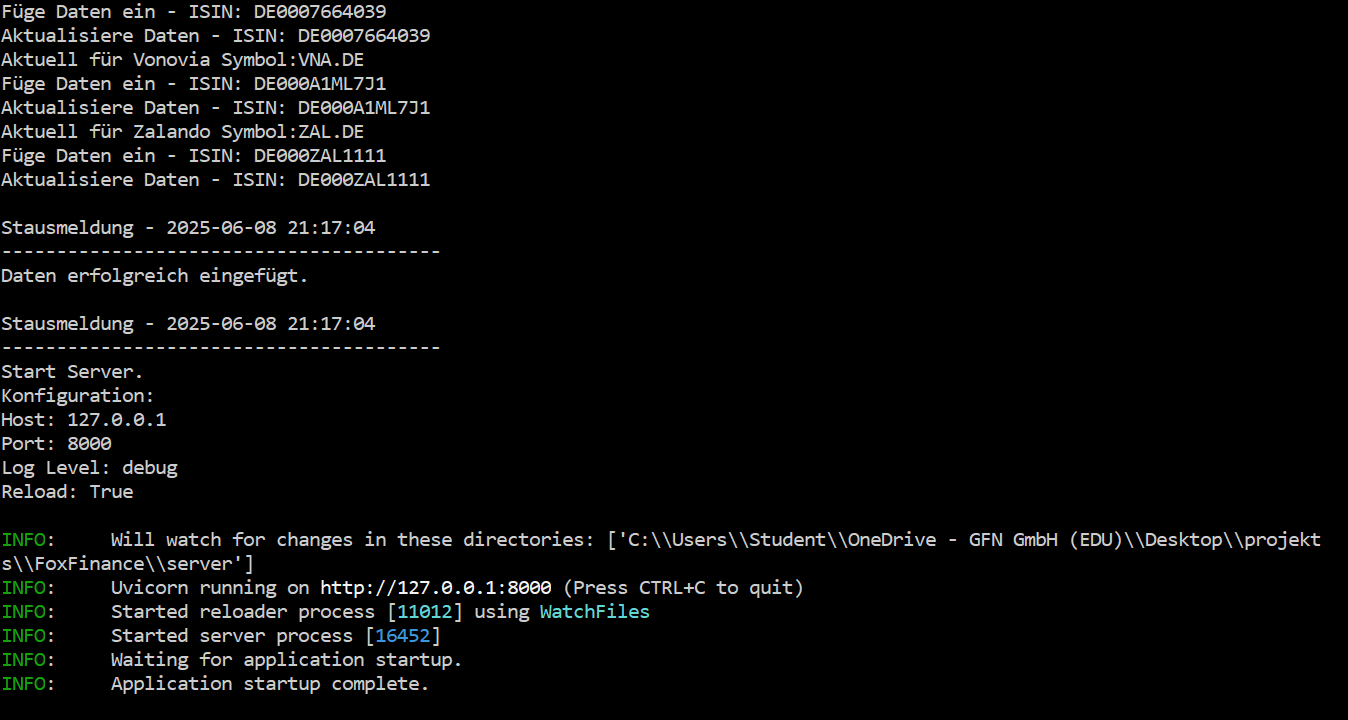 Füge Daten ein - ISIN: DE0007664039
Aktualisiere Daten - ISIN: DE0007664039
Aktuell für Vonovia Symbol:VNA.DE
Füge Daten ein - ISIN: DE000A1ML7J1
Aktualisiere Daten - ISIN: DE000A1ML7J1
Aktuell für Zalando Symbol:ZAL.DE
Füge Daten ein - ISIN: DE000ZAL1111
Aktualisiere Daten - ISIN: DE000ZAL1111
Stausmeldung - 2025-06-08 21:17:04
----------------------------------------
Daten erfolgreich eingefügt.
Stausmeldung - 2025-06-08 21:17:04
----------------------------------------
Start Server.
Konfiguration:
Host: 127.0.0.1
Port: 8000
Log Level: debug
Reload: True
INFO:     Will watch for changes in these directories: ['C:\\Users\\Student\\OneDrive - GFN GmbH (EDU)\\Desktop\\projekt
s\\FoxFinance\\server']
INFO:     Uvicorn running on http://127.0.0.1:8000 (Press CTRL+C to quit)
INFO:     Started reloader process [11012] using WatchFiles
INFO:     Started server process [16452]
INFO:     Waiting for application startup.
INFO:     Application startup complete.